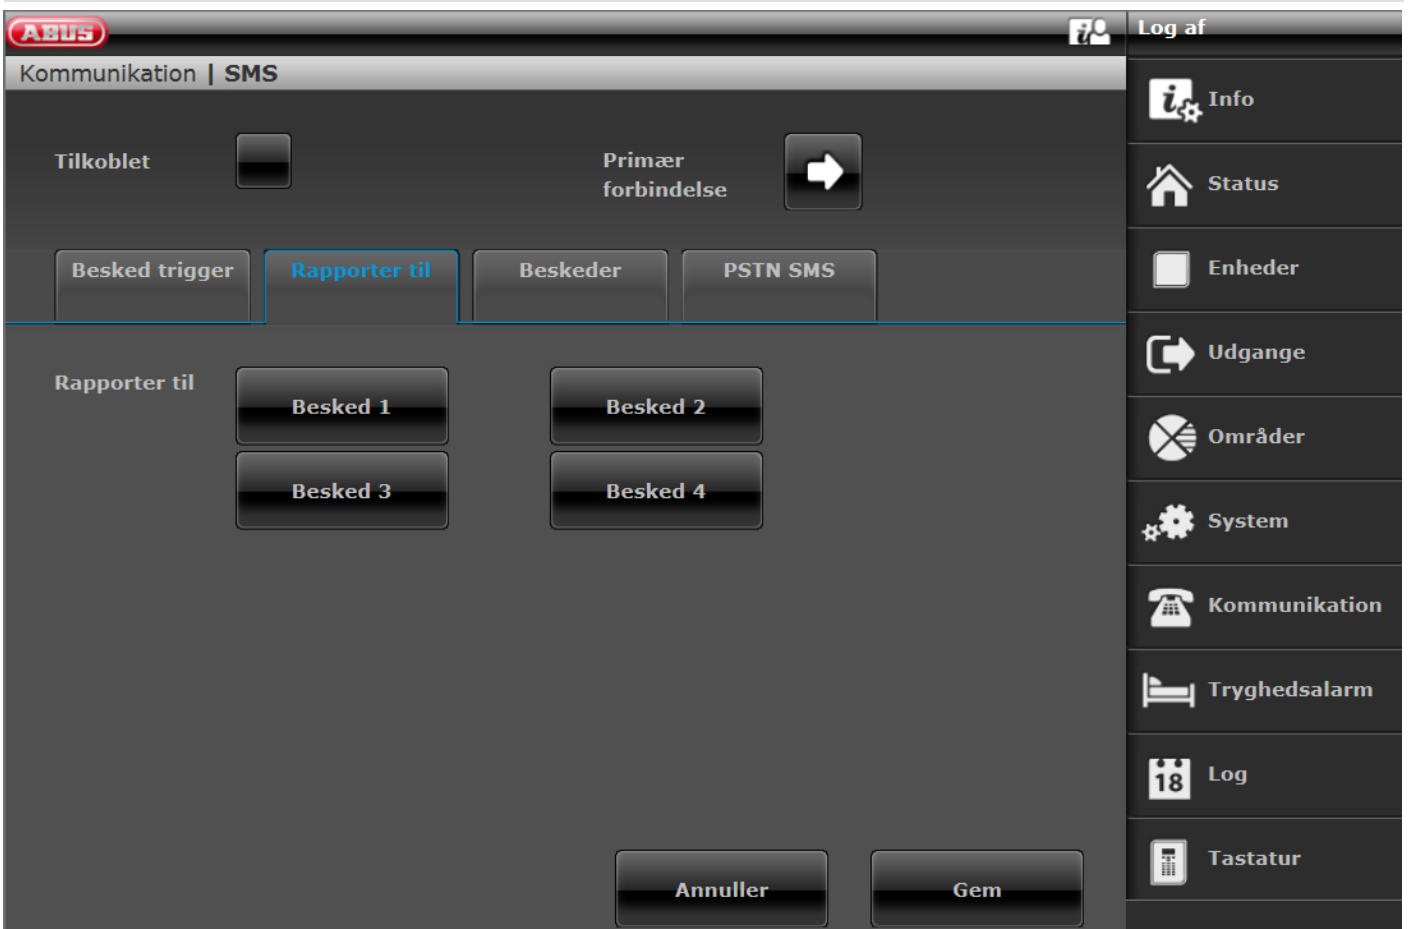 ABUS
Log af
Kommunikation | SMS
Info
Tilkoblet
Primær
forbindelse
Status
Besked trigger
Rapporter til
Beskeder
PSTN SMS
Enheder
Udgange
Rapporter til
Besked 1
Besked 2
Områder
Besked 3
Besked 4
System
Kommunikation
Tryghedsalarm
18
Log
Tastatur
Annuller
Gem